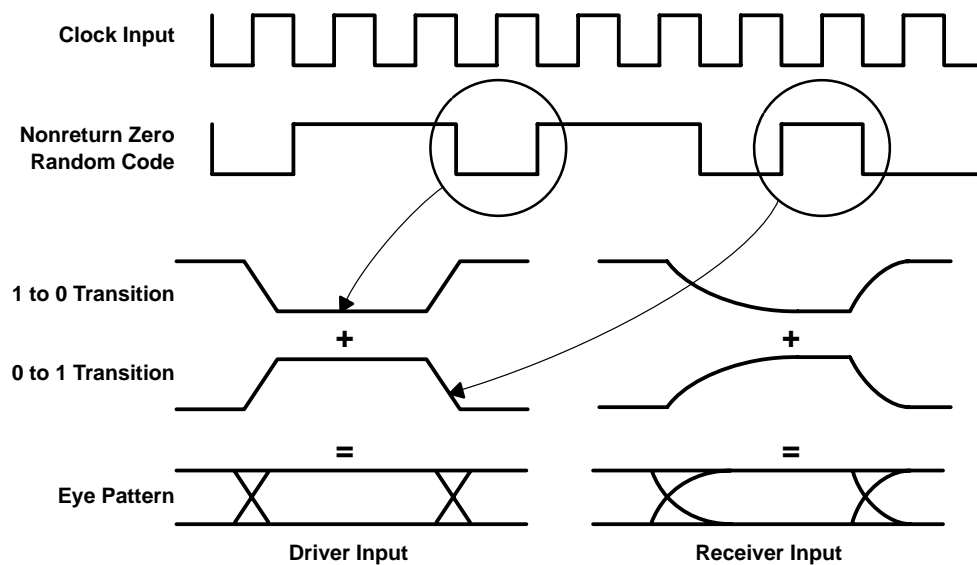 Clock Input
Nonreturn Zero
Random Code
1 to 0 Transition
+
+
0 to 1 Transition
=
=
Eye Pattern
Driver Input
Receiver Input